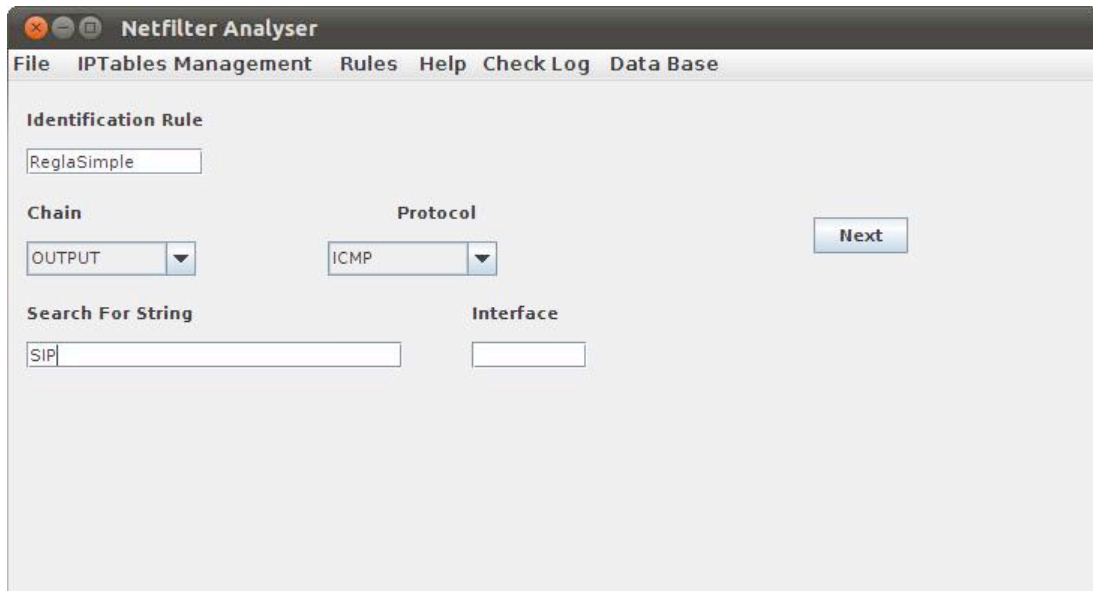 Netfilter Analyser
File IPTables Management Rules Help Check Log Data Base
Identification Rule
ReglaSimple
Chain Protocol
Next
OUTPUT ICMP
Search For String Interface
SIP